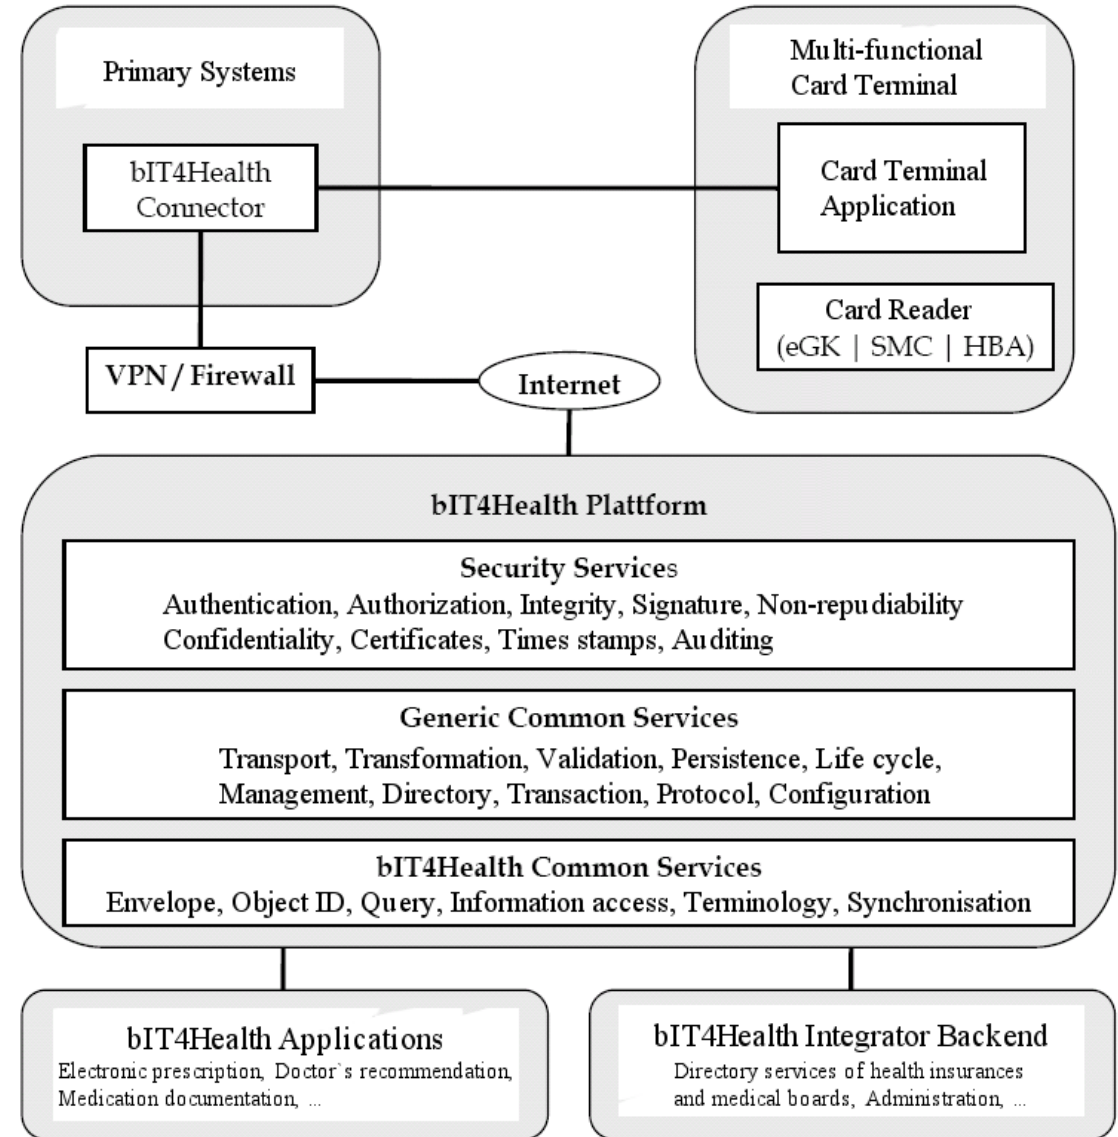 Primary Systems
bIT4Health
Connector
Multi-functional
Card Terminal
Card Terminal
Application
Card Reader
(eGK | SMC | HBA)
VPN / Firewall
Internet
bIT4Health Plattform
Security Services
Authentication, Authorization, Integrity, Signature, Non-repudiability
Confidentiality, Certificates, Times stamps, Auditing
Generic Common Services
Transport, Transformation, Validation, Persistence, Life cycle,
Management, Directory, Transaction, Protocol, Configuration
bIT4Health Common Services
Envelope, Object ID, Query, Information access, Terminology, Synchronisation
bIT4Health Applications
Electronic prescription, Doctor`s recommendation,
Medication documentation, ...
bIT4Health Integrator Backend
Directory services of health insurances
and medical boards, Administration, ...